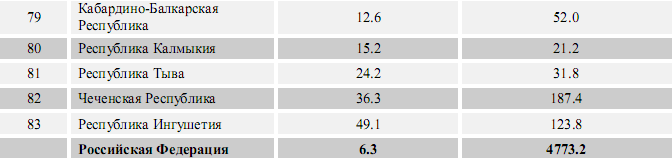 79 Кабардино-Балкарская Республика 12.6 52.0
80 Республика Калмыкия 15.2 21.2
81 Республика Тыва 24.2 31.8
82 Чеченская Республика 36.3 187.4
83 Республика Ингушетия 49.1 123.8
Российская Федерация 6.3 4773.2